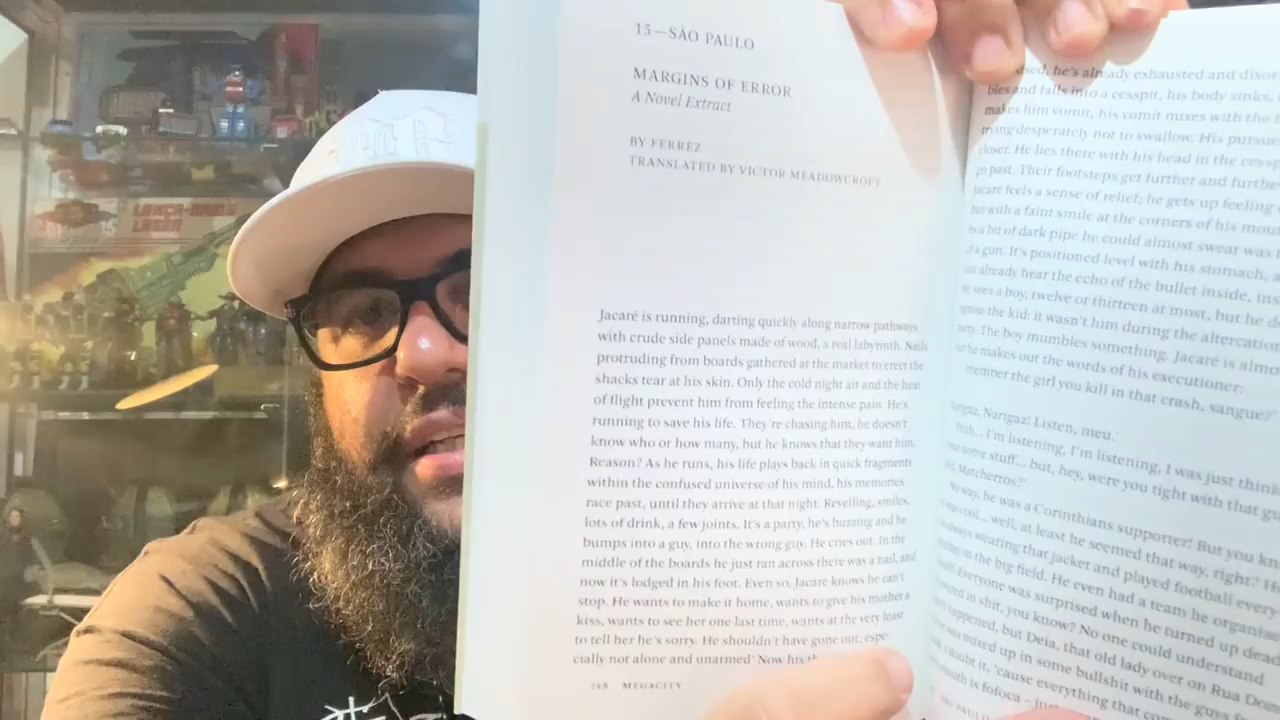 15—SÃO PAULO
MARGINS OF ERROR
A Novel Extract
BY FERRÉZ
TRANSLATED BY VICTOR MEADOWCROFT
Jacaré is running, darting quickly along narrow pathways
with crude side panels made of wood, a real labyrinth. Nails
protruding from boards gathered at the market to erect the
shacks tear at his skin. Only the cold night air and the heat
of flight prevent him from feeling the intense pain. He's
running to save his life. They're chasing him, he doesn't
know who or how many, but he knows that they want him.
Reason? As he runs, his life plays back in quick fragments
within the confused universe of his mind, his memories
race past, until they arrive at that night. Revelling, smiles,
lots of drink, a few joints. It's a party, he's buzzing and he
bumps into a guy, into the wrong guy. He cries out. In the
middle of the boards he just ran across there was a nail, and
now it's lodged in his foot. Even so, Jacaré knows he can't
stop. He wants to make it home, wants to give his mother a
kiss, wants to see her one last time, wants at the very least
to tell her he's sorry. He shouldn't have gone out, espe-
cially not alone and unarmed! Now his
MEGACITY
he's already exhausted and
and falls into a cesspit, his body sinks,
makes him vomit, his vomit mixes with the
trying desperately not to swallow. His
closer. He lies there with his head in the
go past. Their footsteps get further and
Jacaré feels a sense of relief; he gets up feeling
but with a faint smile at the corners of his
by a bit of dark pipe he could almost swear was
of a gun. It's positioned level with his stomach,
already hear the echo of the bullet inside,
sees a boy, twelve or thirteen at most, but he
the kid: it wasn't him during the altercation
The boy mumbles something. Jacaré is
he makes out the words of his executioner:
member the girl you kill in that crash, sangue?'
Narigaz! Listen, meu.'
I'm listening, I'm listening, I was just
some stuff... but, hey, were you tight with that
Matcherros?'
way, he was a Corinthians supporter! But you
cool... well, at least he seemed that way, right?
always wearing that jacket and played football every
in the big field. He even had a team he
Everyone was surprised when he turned up dead
in shit, you know? No one could understand
happened, but Deia, that old lady over on Rua
was mixed up in some bullshit with the guys
doubt it, 'cause everything that
mouth is fofoca –
SÃO PAULO
LANÇA